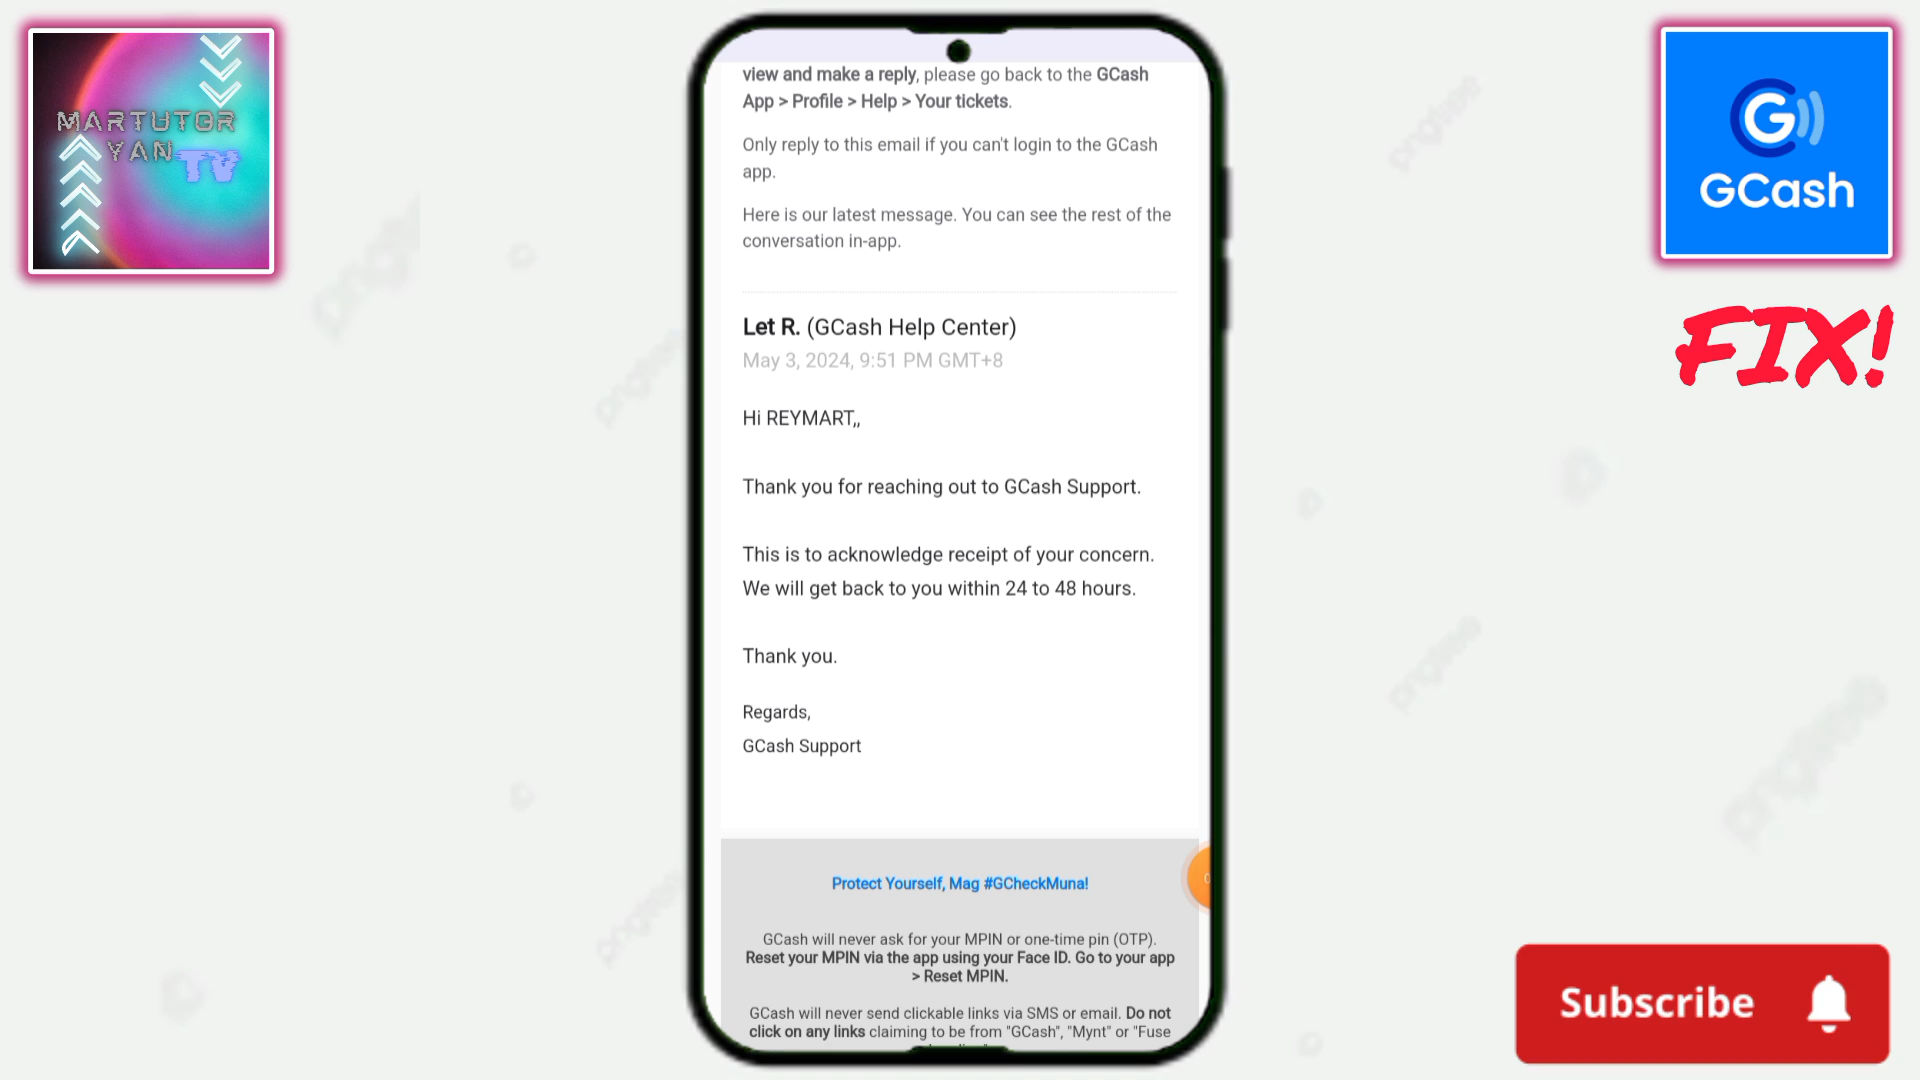 MARTUTOR
YAN TV
view and make a reply, please go back to the GCash
App > Profile > Help > Your tickets.
Only reply to this email if you can't login to the GCash
app.
Here is our latest message. You can see the rest of the
conversation in-app.
Let R. (GCash Help Center)
May 3, 2024, 9:51 PM GMT+8
Hi REYMART,,
Thank you for reaching out to GCash Support.
This is to acknowledge receipt of your concern.
We will get back to you within 24 to 48 hours.
Thank you.
Regards,
GCash Support
Protect Yourself, Mag #GCheckMuna!
GCash will never ask for your MPIN or one-time pin (OTP).
Reset your MPIN via the app using your Face ID. Go to your app
> Reset MPIN.
GCash will never send clickable links via SMS or email. Do not
click on any links claiming to be from "GCash", "Mynt" or "Fuse
G
GCash
FIX!
Subscribe